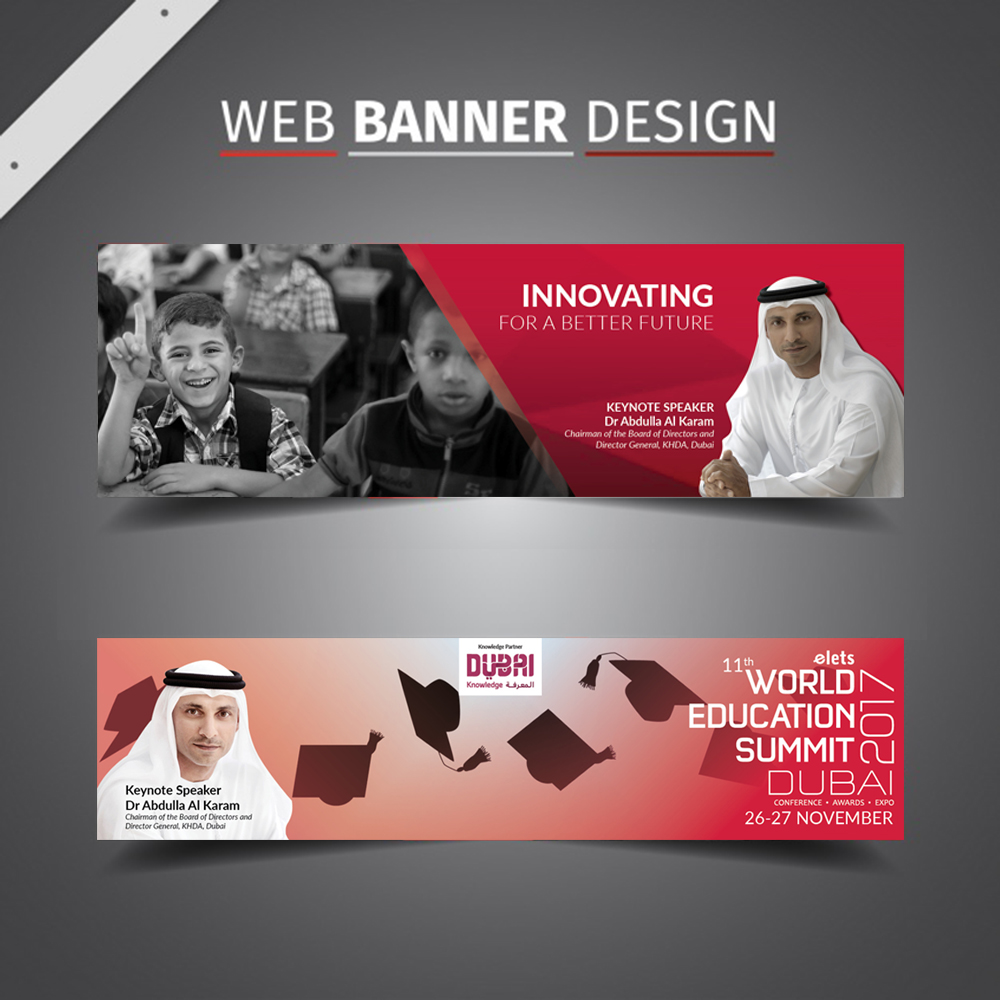 WEB BANNER DESIGN
INNOVATING
FOR A BETTER FUTURE
KEYNOTE SPEAKER
Dr Abdulla Al Karam
Chairman of the Board of Directors and
Director General, KHDA, Dubai
Knowledge Partner
DUBAI
Knowledge المعرفة
Keynote Speaker
Dr Abdulla Al Karam
Chairman of the Board of Directors and
Director General, KHDA, Dubai
elets
11th WORLD
EDUCATION
SUMMIT
2017
DUBAI
CONFERENCE • AWARDS • EXPO
26-27 NOVEMBER